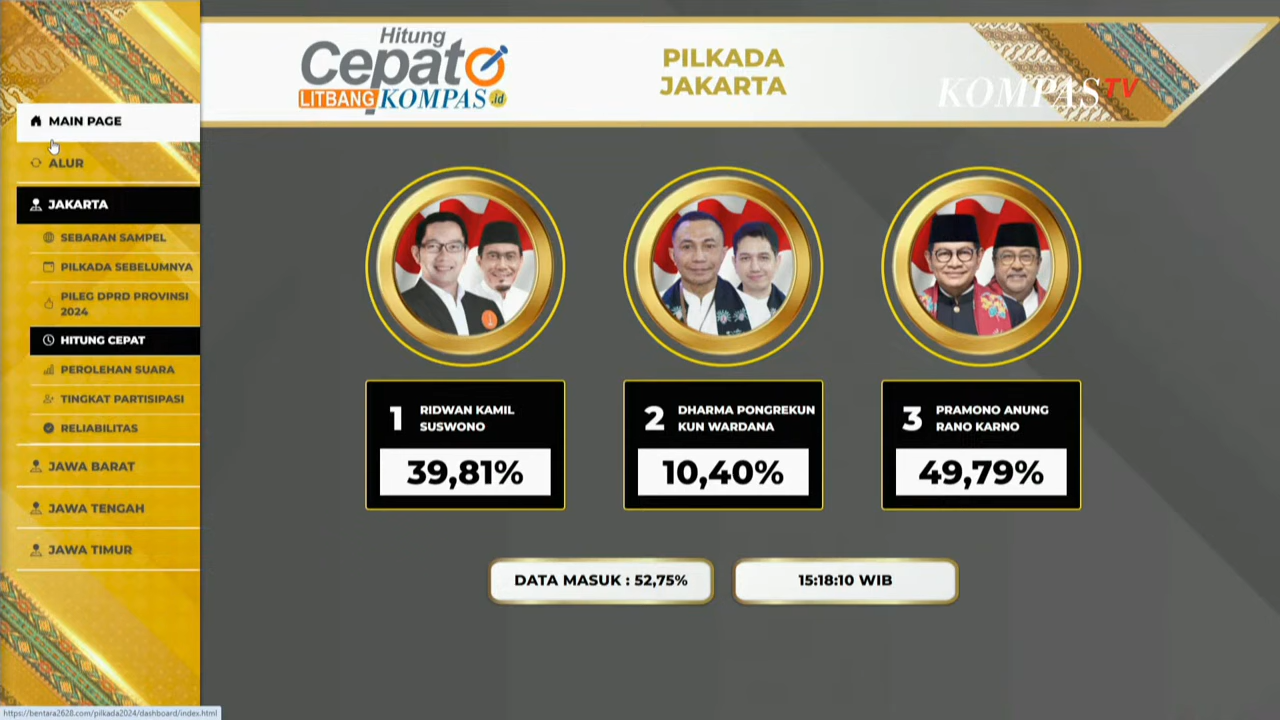 Hitung
Cepat
LITBANG KOMPAS.id
PILKADA
JAKARTA
KOMPASTV
MAIN PAGE
ALUR
JAKARTA
SEBARAN SAMPEL
PILKADA SEBELUMNYA
PILEG DPRD PROVINSI
2024
HITUNG CEPAT
PEROLEHAN SUARA
TINGKAT PARTISIPASI
RELIABILITAS
JAWA BARAT
JAWA TENGAH
JAWA TIMUR
1 RIDWAN KAMIL
SUSWONO
39,81%
2 DHARMA PONGREKUN
KUN WARDANA
10,40%
3 PRAMONO ANUNG
RANO KARNO
49,79%
DATA MASUK : 52,75%
15:18:10 WIB
https://bentara2628.com/pilkada2024/dashboard/index.html